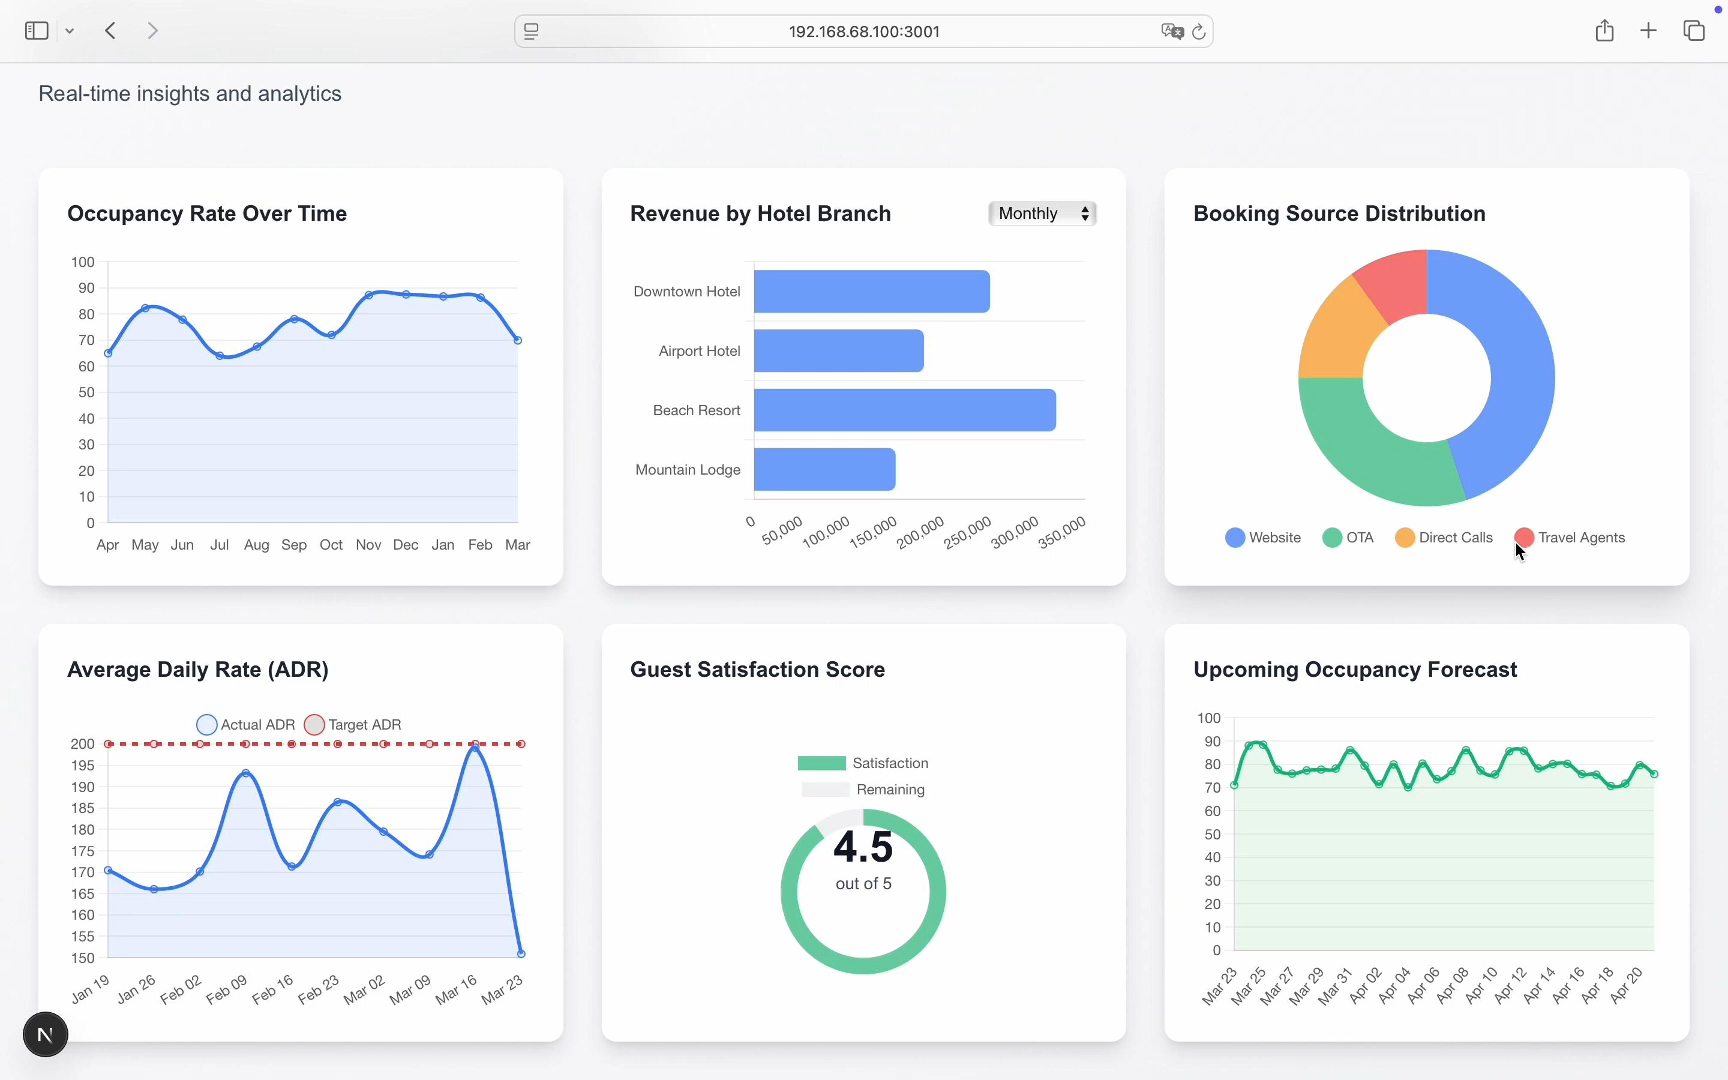 192.168.68.100:3001
Real-time insights and analytics
Occupancy Rate Over Time
100
90
80
70
60
50
40
30
20
10
0
Apr May Jun Jul Aug Sep Oct Nov Dec Jan Feb Mar
Revenue by Hotel Branch
Monthly
Downtown Hotel
Airport Hotel
Beach Resort
Mountain Lodge
0 50,000 100,000 150,000 200,000 250,000 300,000 350,000
Booking Source Distribution
Website OTA Direct Calls Travel Agents
Average Daily Rate (ADR)
Actual ADR Target ADR
200
195
190
185
180
175
170
165
160
155
150
Jan 19 Jan 26 Feb 02 Feb 09 Feb 16 Feb 23 Mar 02 Mar 09 Mar 16 Mar 23
N
Guest Satisfaction Score
Satisfaction
Remaining
4.5
out of 5
Upcoming Occupancy Forecast
100
90
80
70
60
50
40
30
20
10
0
Mar 23 Mar 25 Mar 27 Mar 29 Mar 31 Apr 02 Apr 04 Apr 06 Apr 08 Apr 10 Apr 12 Apr 14 Apr 16 Apr 18 Apr 20